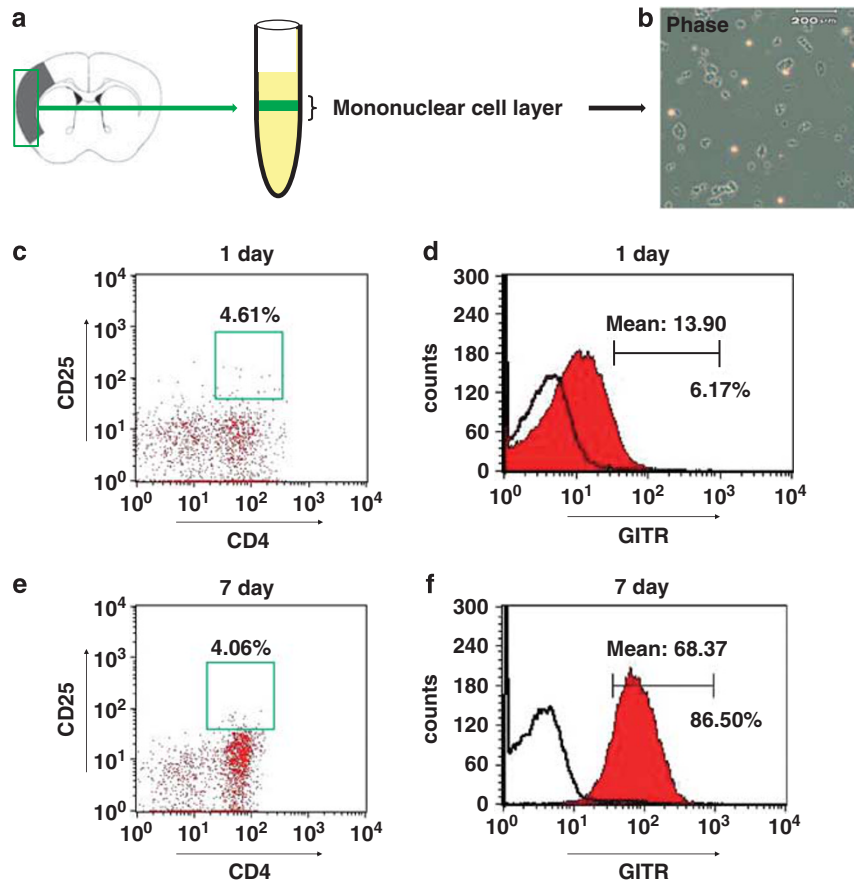 a
b
Phase
200 µm
Mononuclear cell layer
c
1 day
4.61%
CD25
10⁴
10³
10²
10¹
10⁰
10⁰ 10¹ 10² 10³ 10⁴
CD4
d
1 day
Mean: 13.90
6.17%
counts
300
240
180
120
60
0
10⁰ 10¹ 10² 10³ 10⁴
GITR
e
7 day
4.06%
CD25
10⁴
10³
10²
10¹
10⁰
10⁰ 10¹ 10² 10³ 10⁴
CD4
f
7 day
Mean: 68.37
86.50%
counts
300
240
180
120
60
0
10⁰ 10¹ 10² 10³ 10⁴
GITR